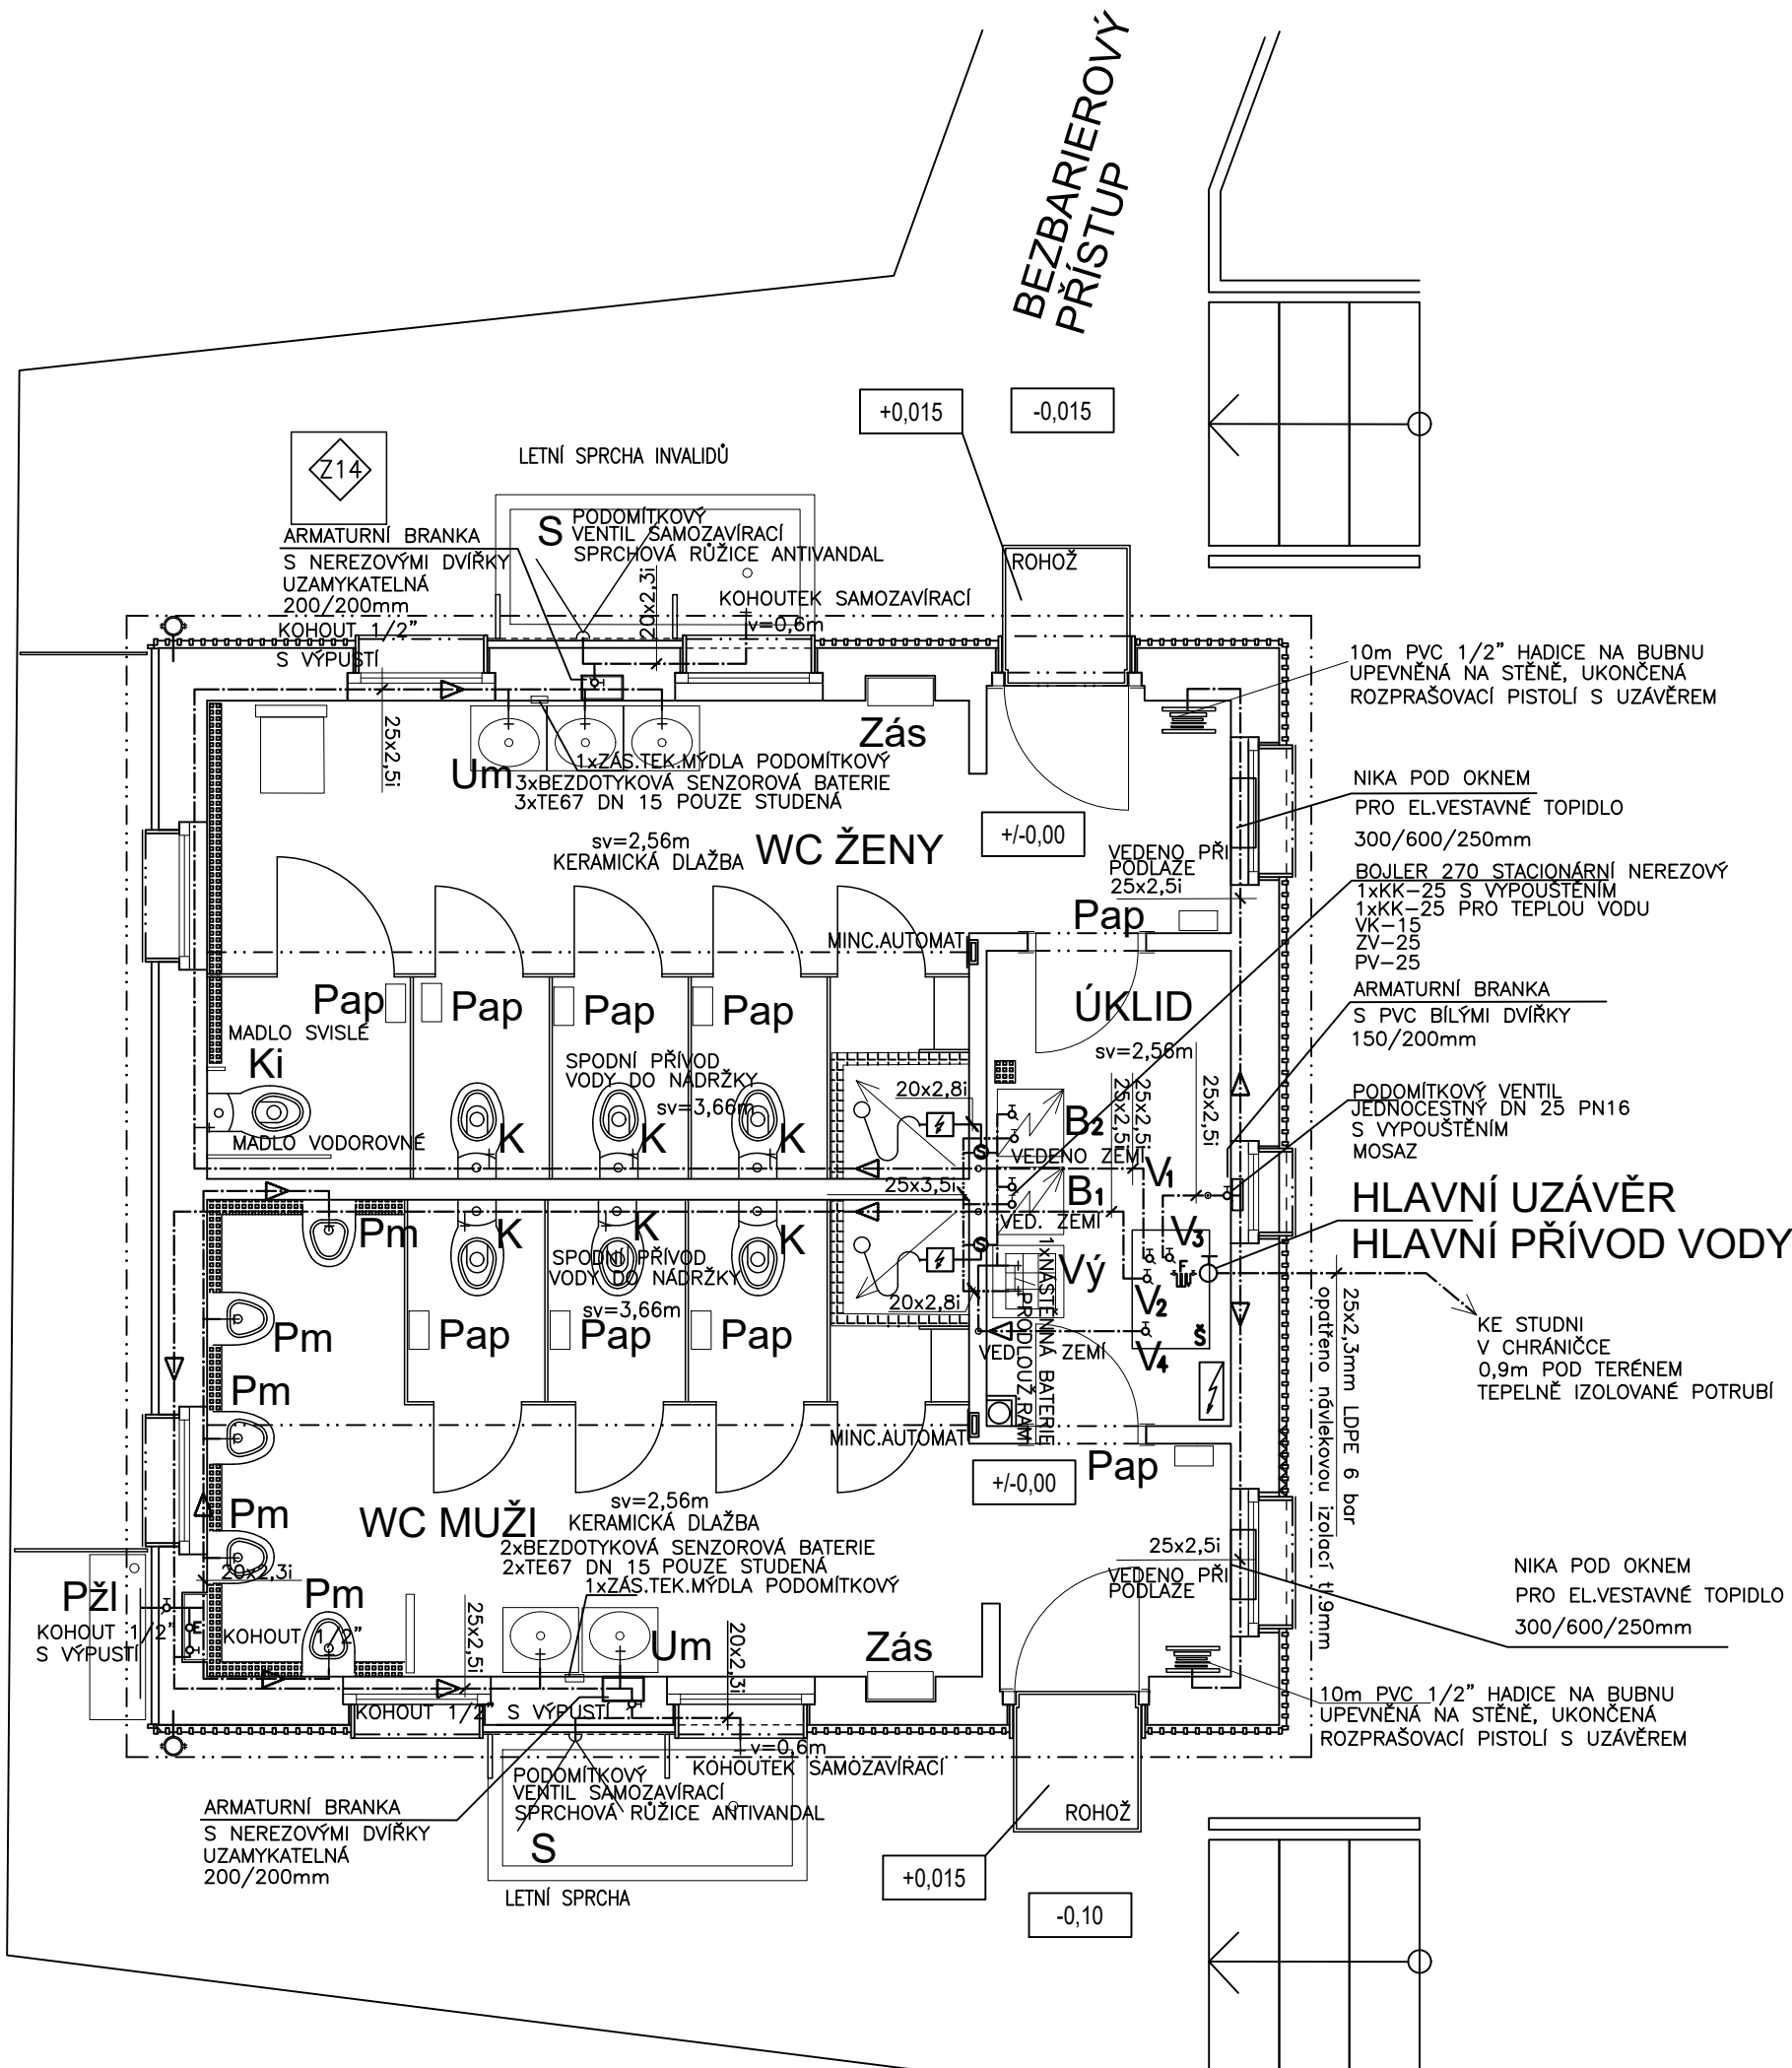 BEZBARIEROVÝ
PŘÍSTUP
+0,015
-0,015
Z14
LETNÍ SPRCHA INVALIDŮ
ARMATURNÍ BRANKA
S NEREZOVÝMI DVÍŘKY
UZAMYKATELNÁ
200/200mm
KOHOUT 1/2"
S VÝPUSTÍ
S
PODOMÍTKOVÝ
VENTIL SAMOZAVÍRACÍ
SPRCHOVÁ RŮŽICE ANTIVANDAL
20x2,3i
KOHOUTEK SAMOZAVÍRACÍ
v=0,6m
ROHOŽ
10m PVC 1/2" HADICE NA BUBNU
UPEVNĚNÁ NA STĚNĚ, UKONČENÁ
ROZPRAŠOVACÍ PISTOLÍ S UZÁVĚREM
25x2,5i
Um
Zás
1xZÁS.TEK.MÝDLA PODOMÍTKOVÝ
3xBEZDOTYKOVÁ SENZOROVÁ BATERIE
3xTE67 DN 15 POUZE STUDENÁ
sv=2,56m
KERAMICKÁ DLAŽBA
WC ŽENY
+/-0,00
NIKA POD OKNEM
PRO EL.VESTAVNÉ TOPIDLO
300/600/250mm
VEDENO PŘI
PODLAZE
25x2,5i
Pap
BOJLER 270 STACIONÁRNÍ NEREZOVÝ
1xKK-25 S VYPOUŠTĚNÍM
1xKK-25 PRO TEPLOU VODU
VK-15
ZV-25
PV-25
MINC.AUTOMAT
ARMATURNÍ BRANKA
S PVC BÍLÝMI DVÍŘKY
150/200mm
Pap
Pap
Pap
Pap
ÚKLID
sv=2,56m
MADLO SVISLÉ
Ki
MADLO VODOROVNÉ
SPODNÍ PŘÍVOD
VODY DO NÁDRŽKY
sv=3,66m
K
K
K
20x2,8i
25x2,5i
25x2,5i
25x2,5i
B2
VEDENO ZEMÍ
V1
PODOMÍTKOVÝ VENTIL
JEDNOCESTNÝ DN 25 PN16
S VYPOUŠTĚNÍM
MOSAZ
25x3,5i
B1
VED. ZEMÍ
HLAVNÍ UZÁVĚR
HLAVNÍ PŘÍVOD VODY
Pm
K
K
K
SPODNÍ PŘÍVOD
VODY DO NÁDRŽKY
sv=3,66m
S
S
V3
F
Vý
V2
Š
V4
20x2,8i
VED. ZEMÍ
1xNÁSTĚNNÁ BATERIE
PRODLOUŽ.RAM
25x2,3mm LDPE 6 bar
opatřeno návlekovou izolací tl.9mm
KE STUDNI
V CHRÁNIČCE
0,9m POD TERÉNEM
TEPELNĚ IZOLOVANÉ POTRUBÍ
Pm
Pap
Pap
Pap
Pm
MINC.AUTOMAT
Pap
+/-0,00
Pm
WC MUŽI
sv=2,56m
KERAMICKÁ DLAŽBA
2xBEZDOTYKOVÁ SENZOROVÁ BATERIE
2xTE67 DN 15 POUZE STUDENÁ
1xZÁS.TEK.MÝDLA PODOMÍTKOVÝ
25x2,5i
VEDENO PŘI
PODLAZE
NIKA POD OKNEM
PRO EL.VESTAVNÉ TOPIDLO
300/600/250mm
20x2,3i
Pžl
Pm
KOHOUT 1/2"
S VÝPUSTÍ
KOHOUT 1/2"
25x2,5i
Um
20x2,3i
Zás
KOHOUT 1/2" S VÝPUSTÍ
10m PVC 1/2" HADICE NA BUBNU
UPEVNĚNÁ NA STĚNĚ, UKONČENÁ
ROZPRAŠOVACÍ PISTOLÍ S UZÁVĚREM
v=0,6m
KOHOUTEK SAMOZAVÍRACÍ
PODOMÍTKOVÝ
VENTIL SAMOZAVÍRACÍ
SPRCHOVÁ RŮŽICE ANTIVANDAL
S
ROHOŽ
ARMATURNÍ BRANKA
S NEREZOVÝMI DVÍŘKY
UZAMYKATELNÁ
200/200mm
LETNÍ SPRCHA
+0,015
-0,10